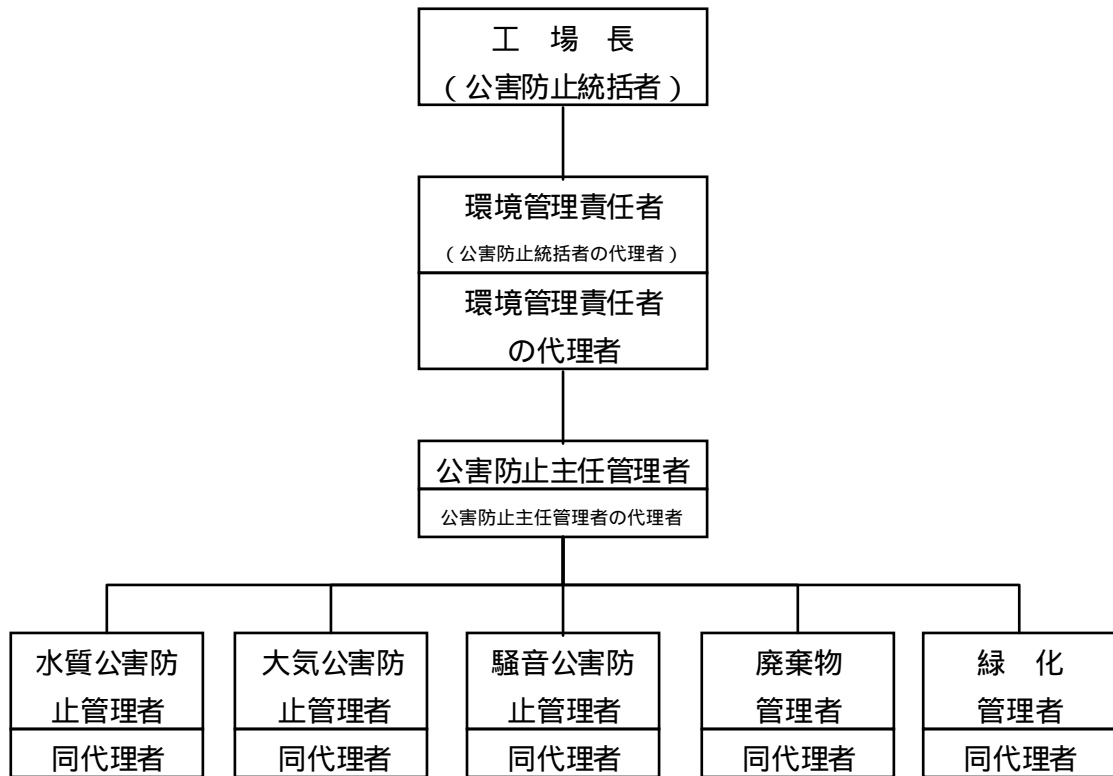 工　場　長
（公害防止統括者）
環境管理責任者
（公害防止統括者の代理者）
環境管理責任者
の代理者
公害防止主任管理者
公害防止主任管理者の代理者
水質公害防
止管理者
同代理者
大気公害防
止管理者
同代理者
騒音公害防
止管理者
同代理者
廃棄物
管理者
同代理者
緑　化
管理者
同代理者